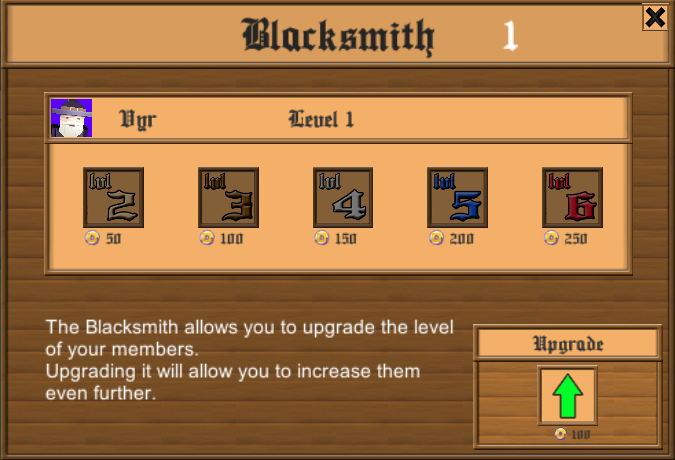 Blacksmith 1
Vyr Level 1
lvl 2 lvl 3 lvl 4 lvl 5 lvl 6
50 100 150 200 250
The Blacksmith allows you to upgrade the level
of your members.
Upgrading it will allow you to increase them
even further.
Upgrade
100